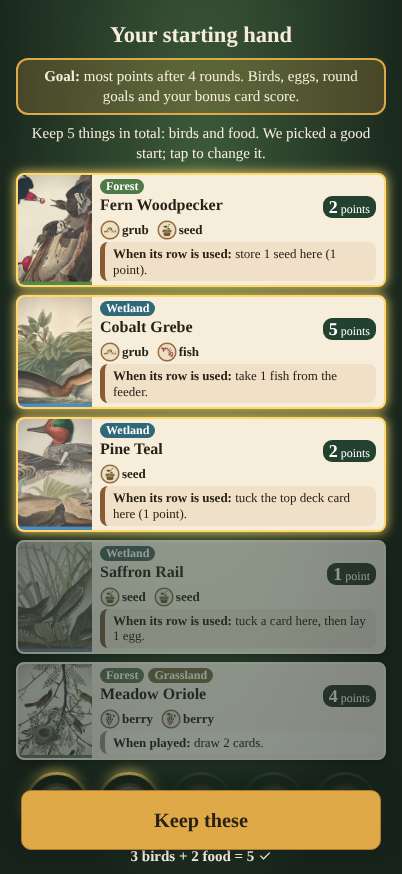 Your starting hand
Goal: most points after 4 rounds. Birds, eggs, round
goals and your bonus card score.
Keep 5 things in total: birds and food. We picked a good
start; tap to change it.
Forest
Fern Woodpecker
2 points
grub seed
When its row is used: store 1 seed here (1
point).
Wetland
Cobalt Grebe
5 points
grub fish
When its row is used: take 1 fish from the
feeder.
Wetland
Pine Teal
2 points
seed
When its row is used: tuck the top deck card
here (1 point).
Wetland
Saffron Rail
1 point
seed seed
When its row is used: tuck a card here, then lay
1 egg.
Forest Grassland
Meadow Oriole
4 points
berry berry
When played: draw 2 cards.
Keep these
3 birds + 2 food = 5 ✓